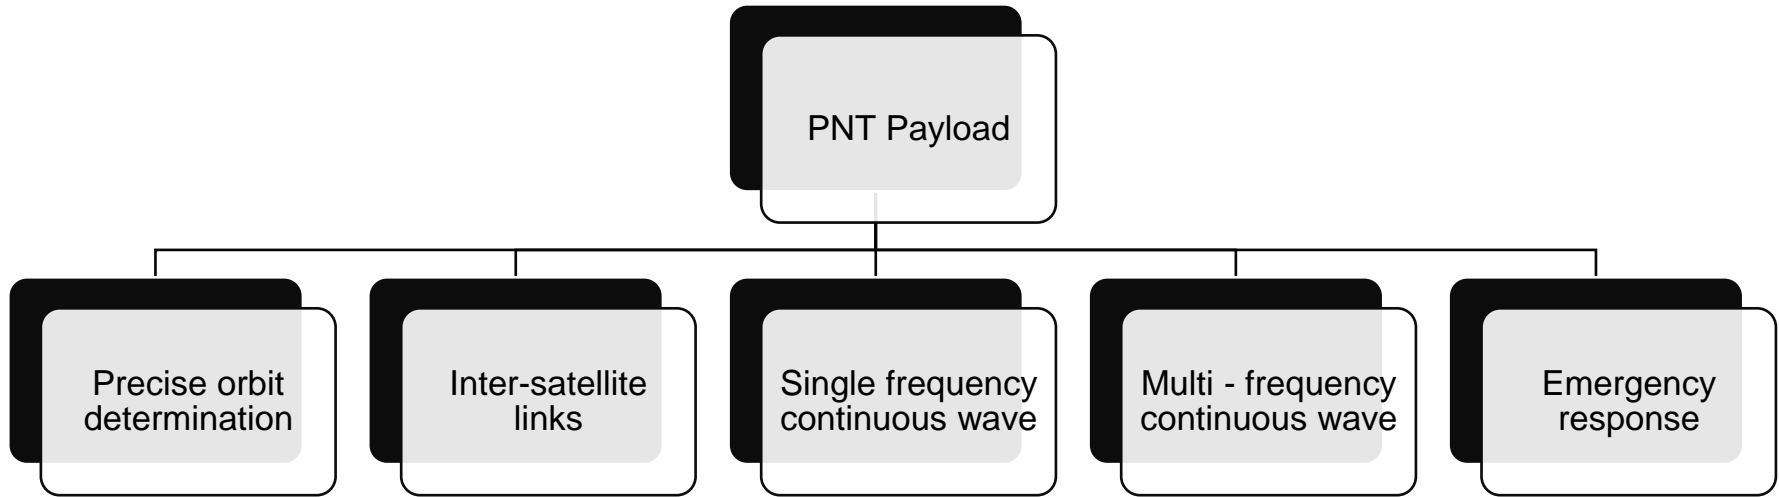 PNT Payload
Precise orbit
determination
Inter-satellite
links
Single frequency
continuous wave
Multi - frequency
continuous wave
Emergency
response